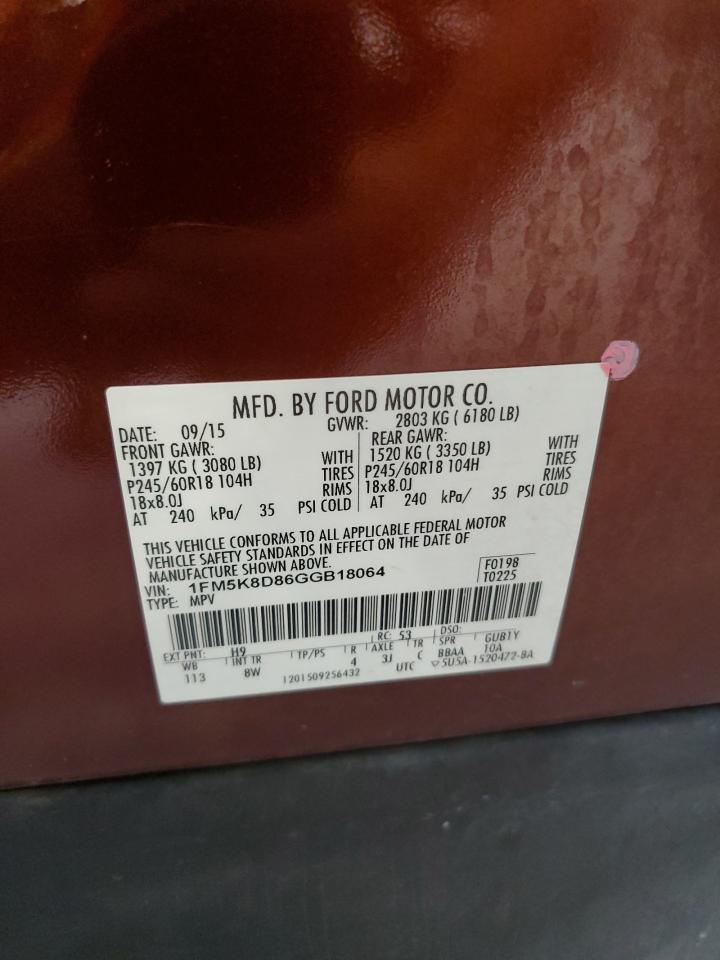 MFD. BY FORD MOTOR CO.
DATE: 09/15 GVWR: 2803 KG ( 6180 LB)
FRONT GAWR: REAR GAWR:
1397 KG ( 3080 LB) WITH 1520 KG ( 3350 LB) WITH
P245/60R18 104H TIRES P245/60R18 104H TIRES
18x8.0J RIMS 18x8.0J RIMS
AT 240 kPa/ 35 PSI COLD AT 240 kPa/ 35 PSI COLD
THIS VEHICLE CONFORMS TO ALL APPLICABLE FEDERAL MOTOR
VEHICLE SAFETY STANDARDS IN EFFECT ON THE DATE OF
MANUFACTURE SHOWN ABOVE.
VIN: 1FM5K8D86GGB18064 F0198
TYPE: MPV T0225
EXT PNT: H9 RC: 53 DSO:
WB INT TR TP/PS R AXLE TR SPR GUB1Y
113 BW 4 3J C BBAA 10A
1201509256432 UTC 5U5A-1520472-BA